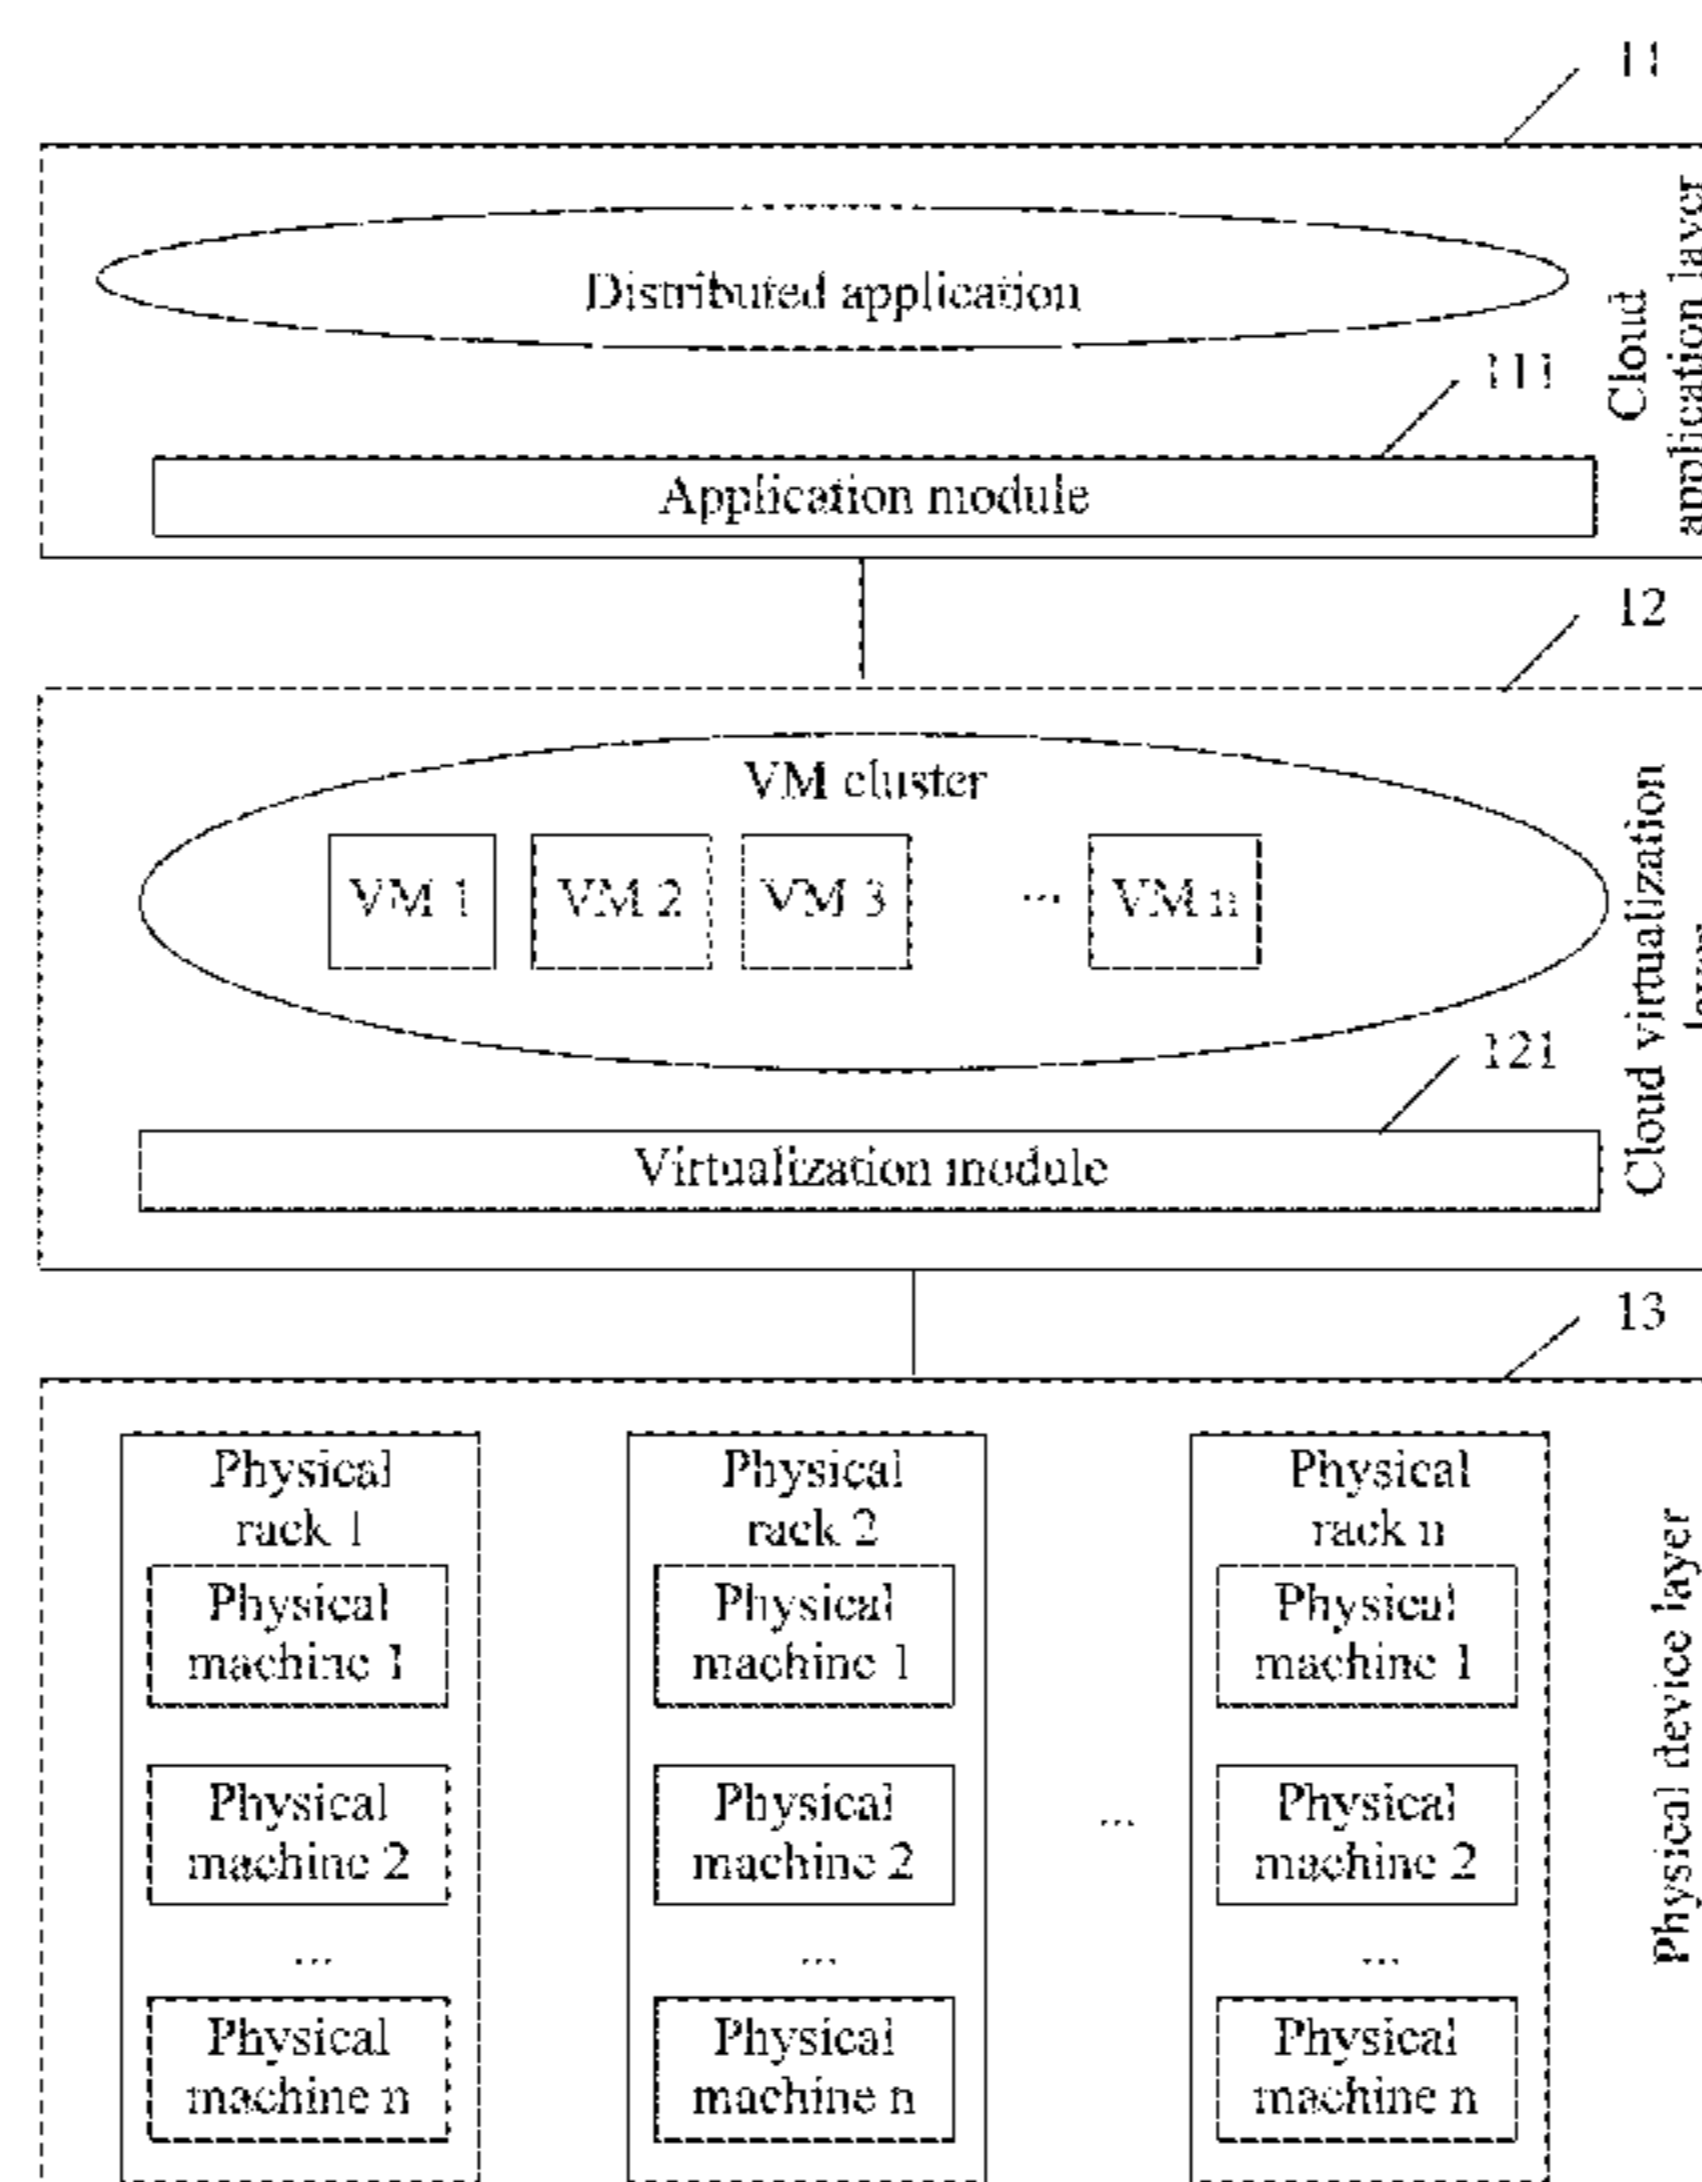 11
Distributed application
Cloud
application layer
111
Application module
12
VM cluster
VM 1
VM 2
VM 3
...
VM n
Cloud virtualization
121
Virtualization module
13
Physical
rack 1
Physical
machine 1
Physical
machine 2
...
Physical
machine n
Physical
rack 2
Physical
machine 1
Physical
machine 2
...
Physical
machine n
...
Physical
rack n
Physical
machine 1
Physical
machine 2
...
Physical
machine n
Physical device layer